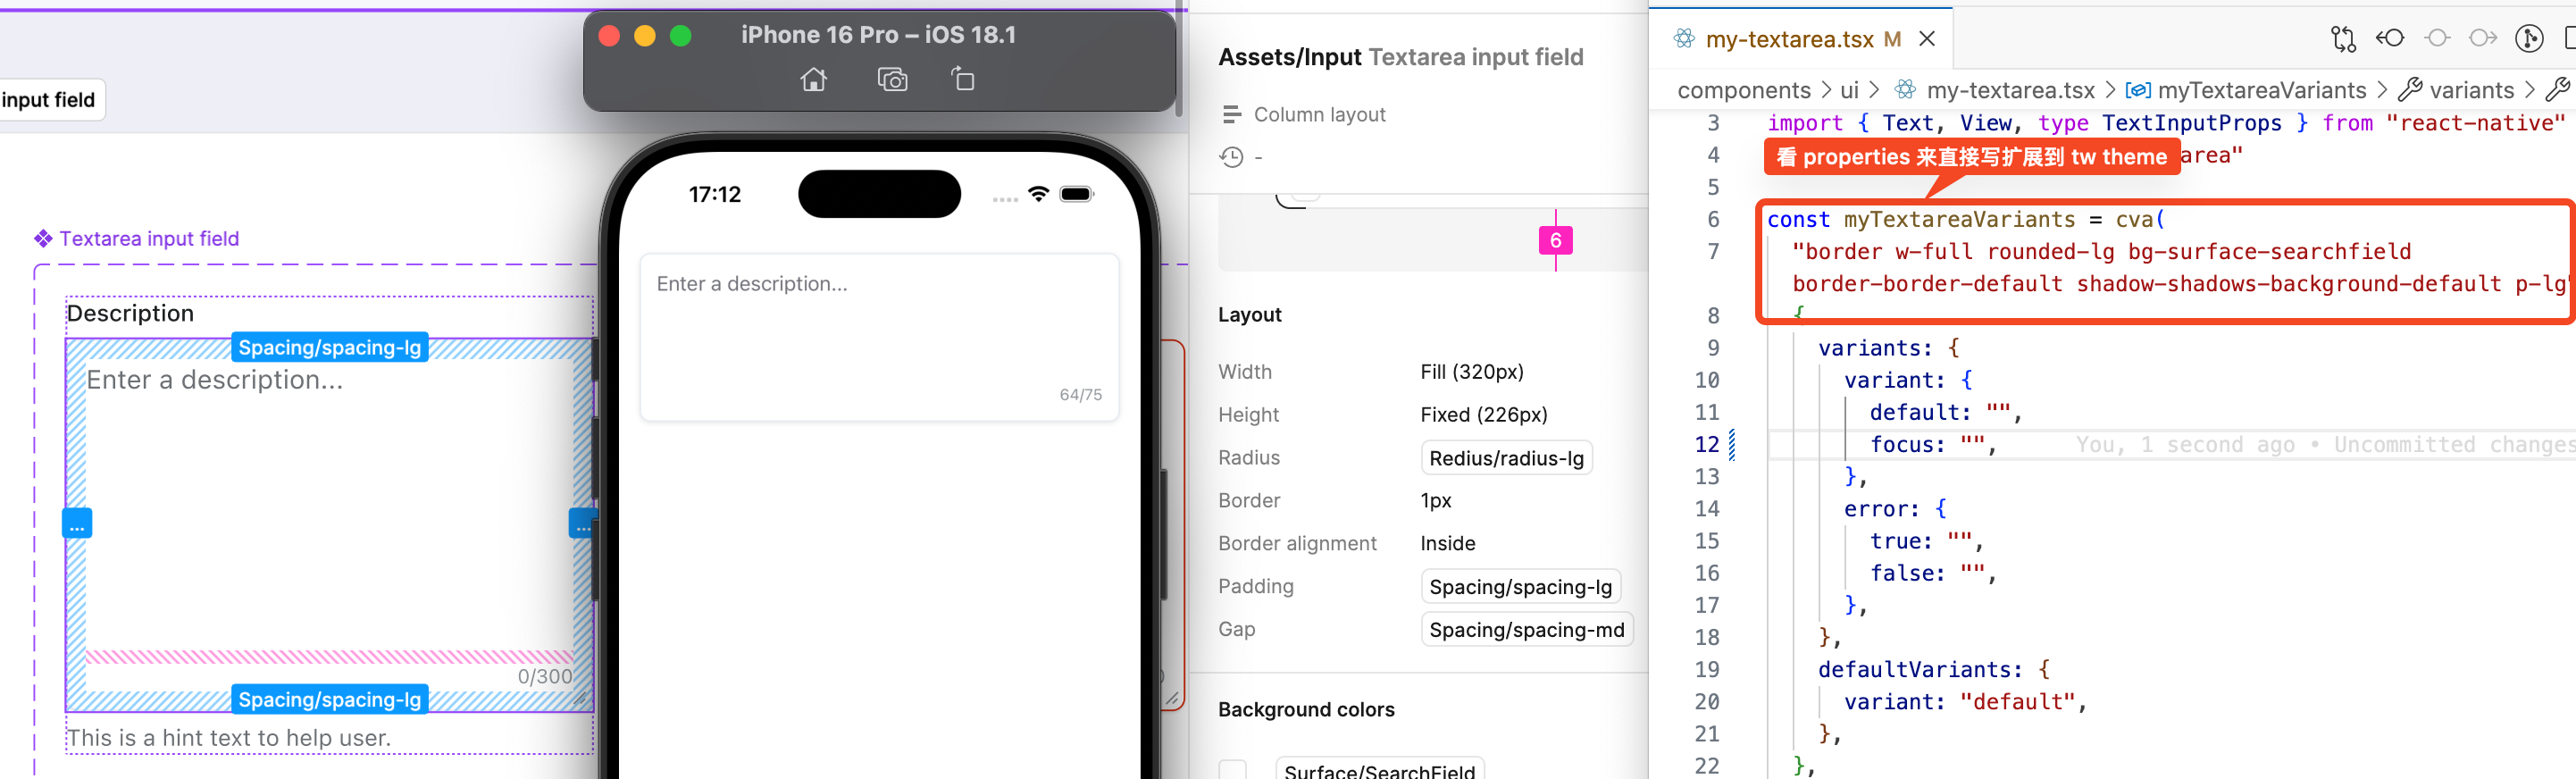 input field
Textarea input field
Description
Spacing/spacing-lg
Enter a description...
...
...
0/300
Spacing/spacing-lg
This is a hint text to help user.
iPhone 16 Pro – iOS 18.1
17:12
Enter a description...
64/75
Assets/Input Textarea input field
Column layout
-
6
Layout
Width Fill (320px)
Height Fixed (226px)
Radius Redius/radius-lg
Border 1px
Border alignment Inside
Padding Spacing/spacing-lg
Gap Spacing/spacing-md
Background colors
Surface/SearchField
my-textarea.tsx M
components > ui > my-textarea.tsx > myTextareaVariants > variants >
3 import { Text, View, type TextInputProps } from "react-native"
看 properties 来直接写扩展到 tw theme
4 area"
5
6 const myTextareaVariants = cva(
7 "border w-full rounded-lg bg-surface-searchfield
border-border-default shadow-shadows-background-default p-lg"
8 {
9 variants: {
10 variant: {
11 default: "",
12 focus: "", You, 1 second ago • Uncommitted changes
13 },
14 error: {
15 true: "",
16 false: "",
17 },
18 },
19 defaultVariants: {
20 variant: "default",
21 },
22 },